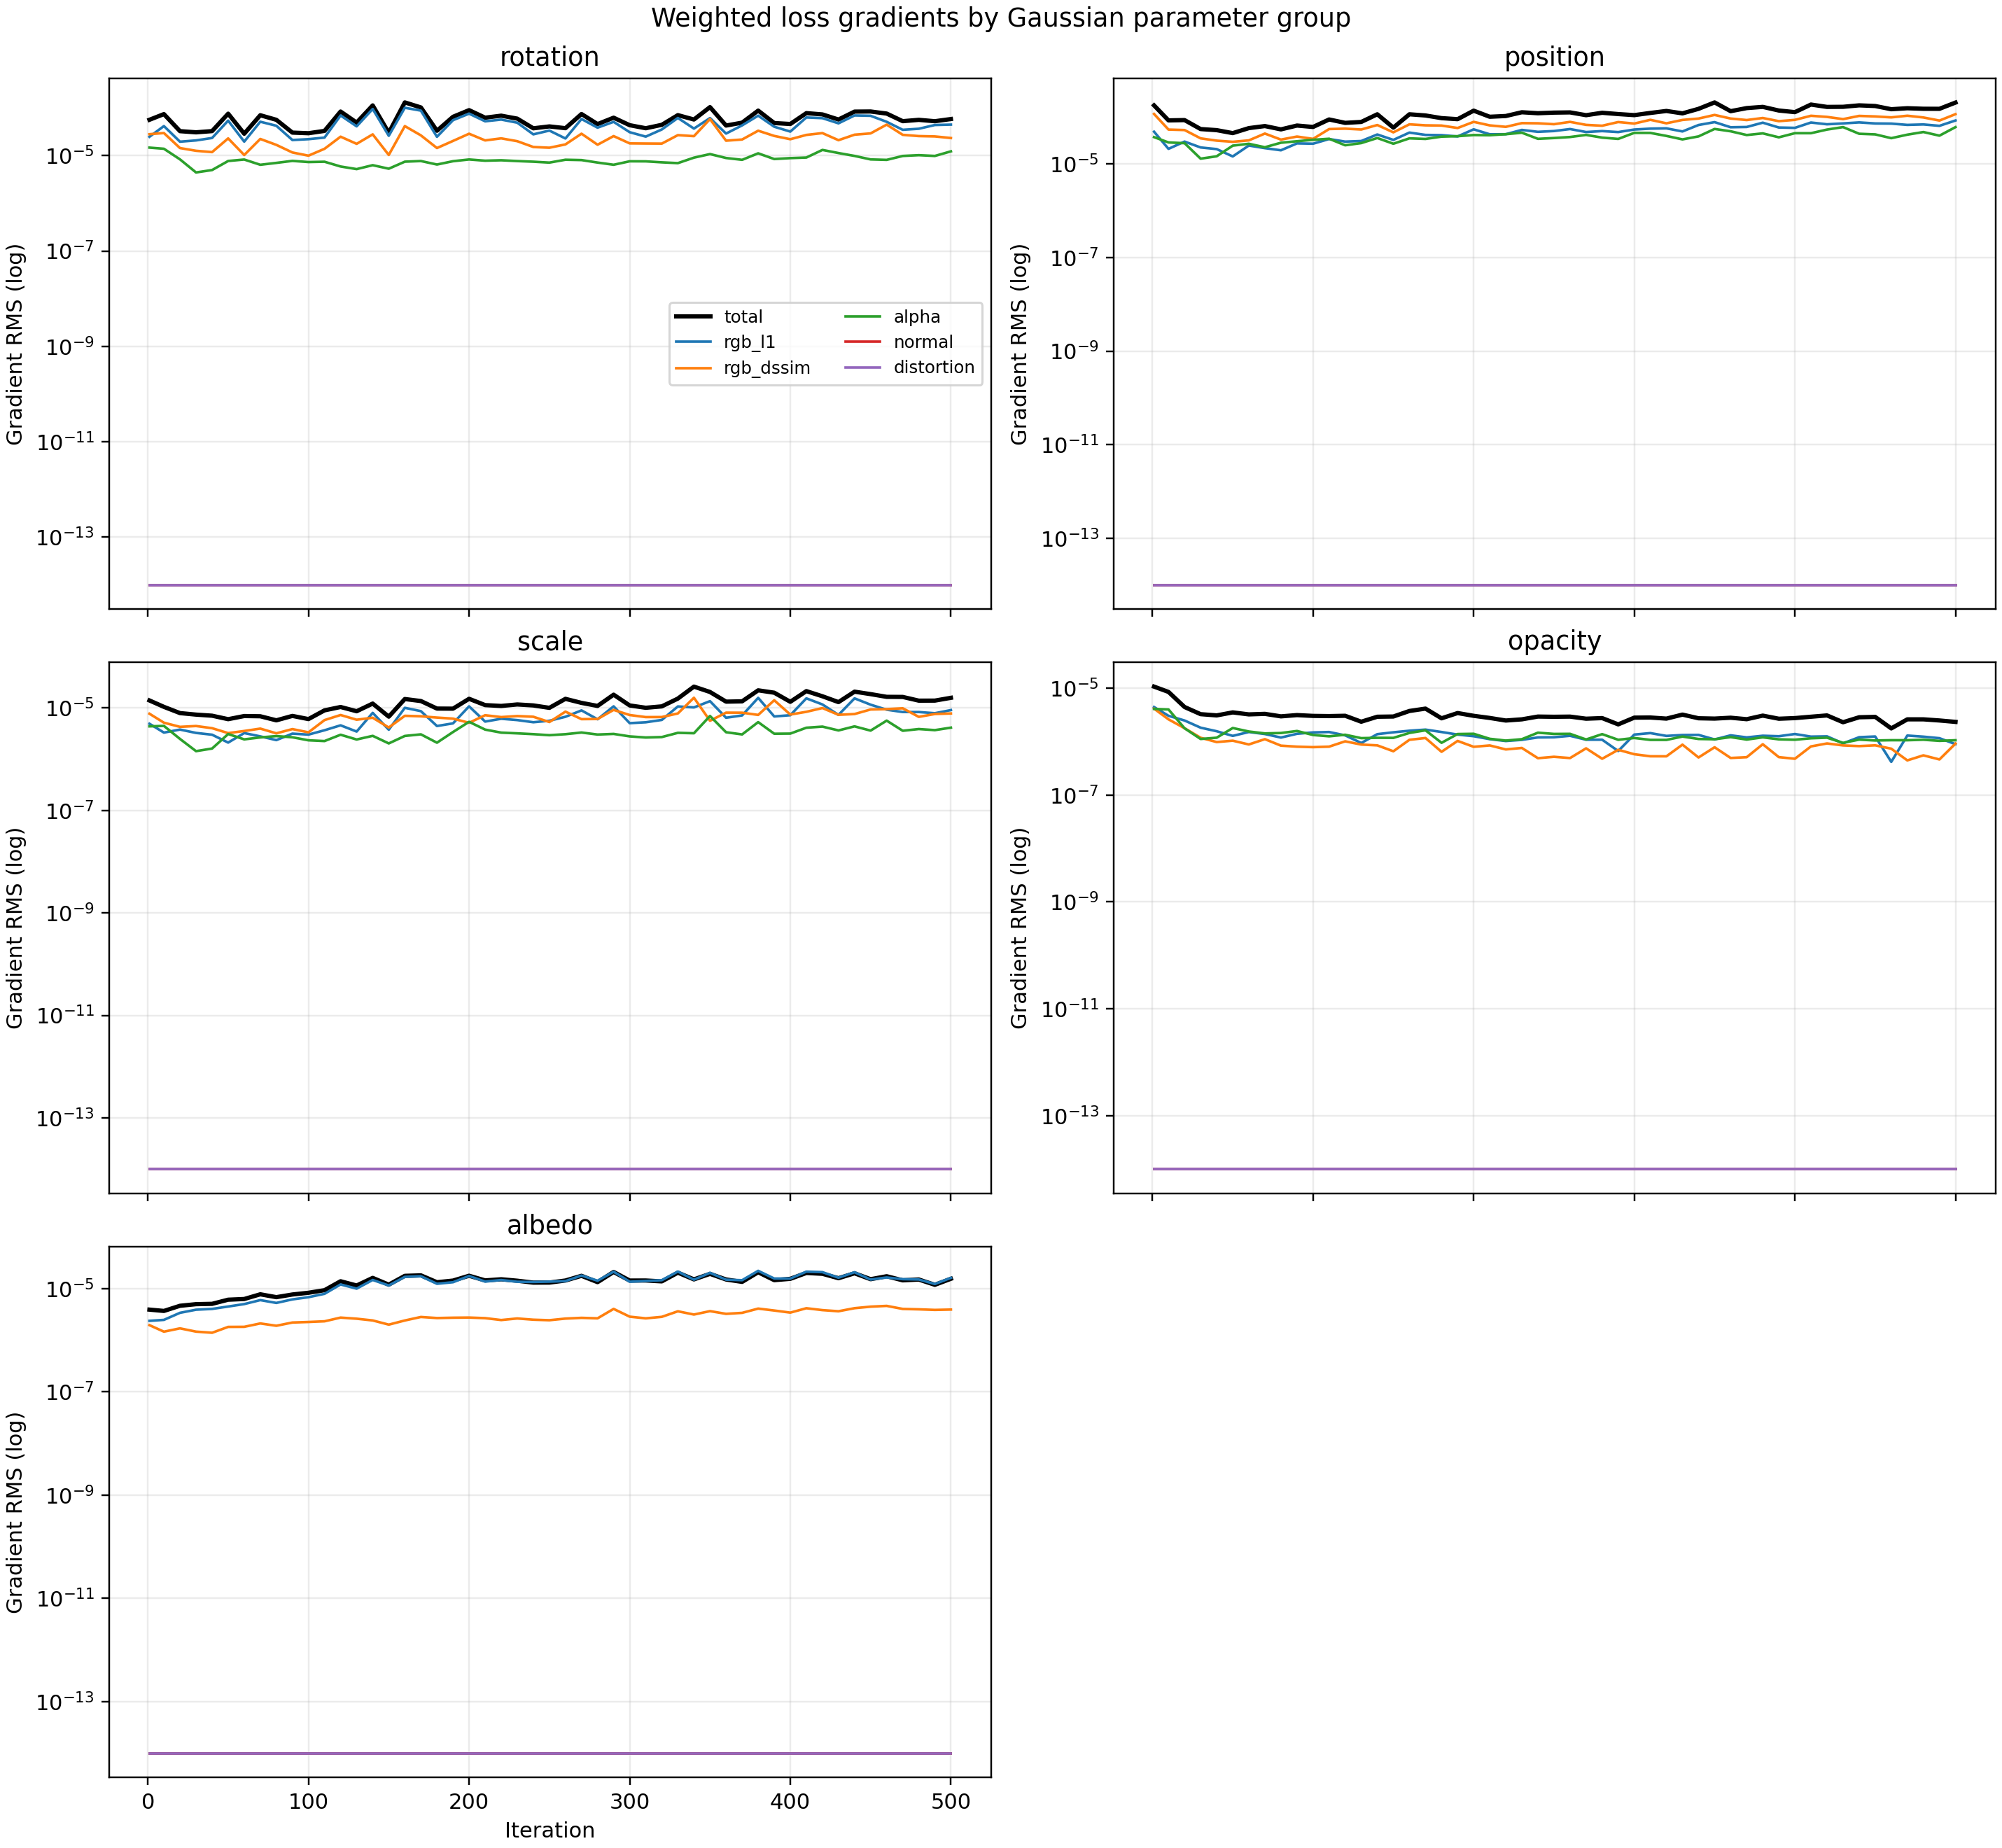 Weighted loss gradients by Gaussian parameter group
rotation
Gradient RMS (log)
10⁻⁵
10⁻⁷
10⁻⁹
10⁻¹¹
10⁻¹³
total
rgb_l1
rgb_dssim
alpha
normal
distortion
position
Gradient RMS (log)
10⁻⁵
10⁻⁷
10⁻⁹
10⁻¹¹
10⁻¹³
scale
Gradient RMS (log)
10⁻⁵
10⁻⁷
10⁻⁹
10⁻¹¹
10⁻¹³
opacity
Gradient RMS (log)
10⁻⁵
10⁻⁷
10⁻⁹
10⁻¹¹
10⁻¹³
albedo
Gradient RMS (log)
10⁻⁵
10⁻⁷
10⁻⁹
10⁻¹¹
10⁻¹³
0 100 200 300 400 500
Iteration